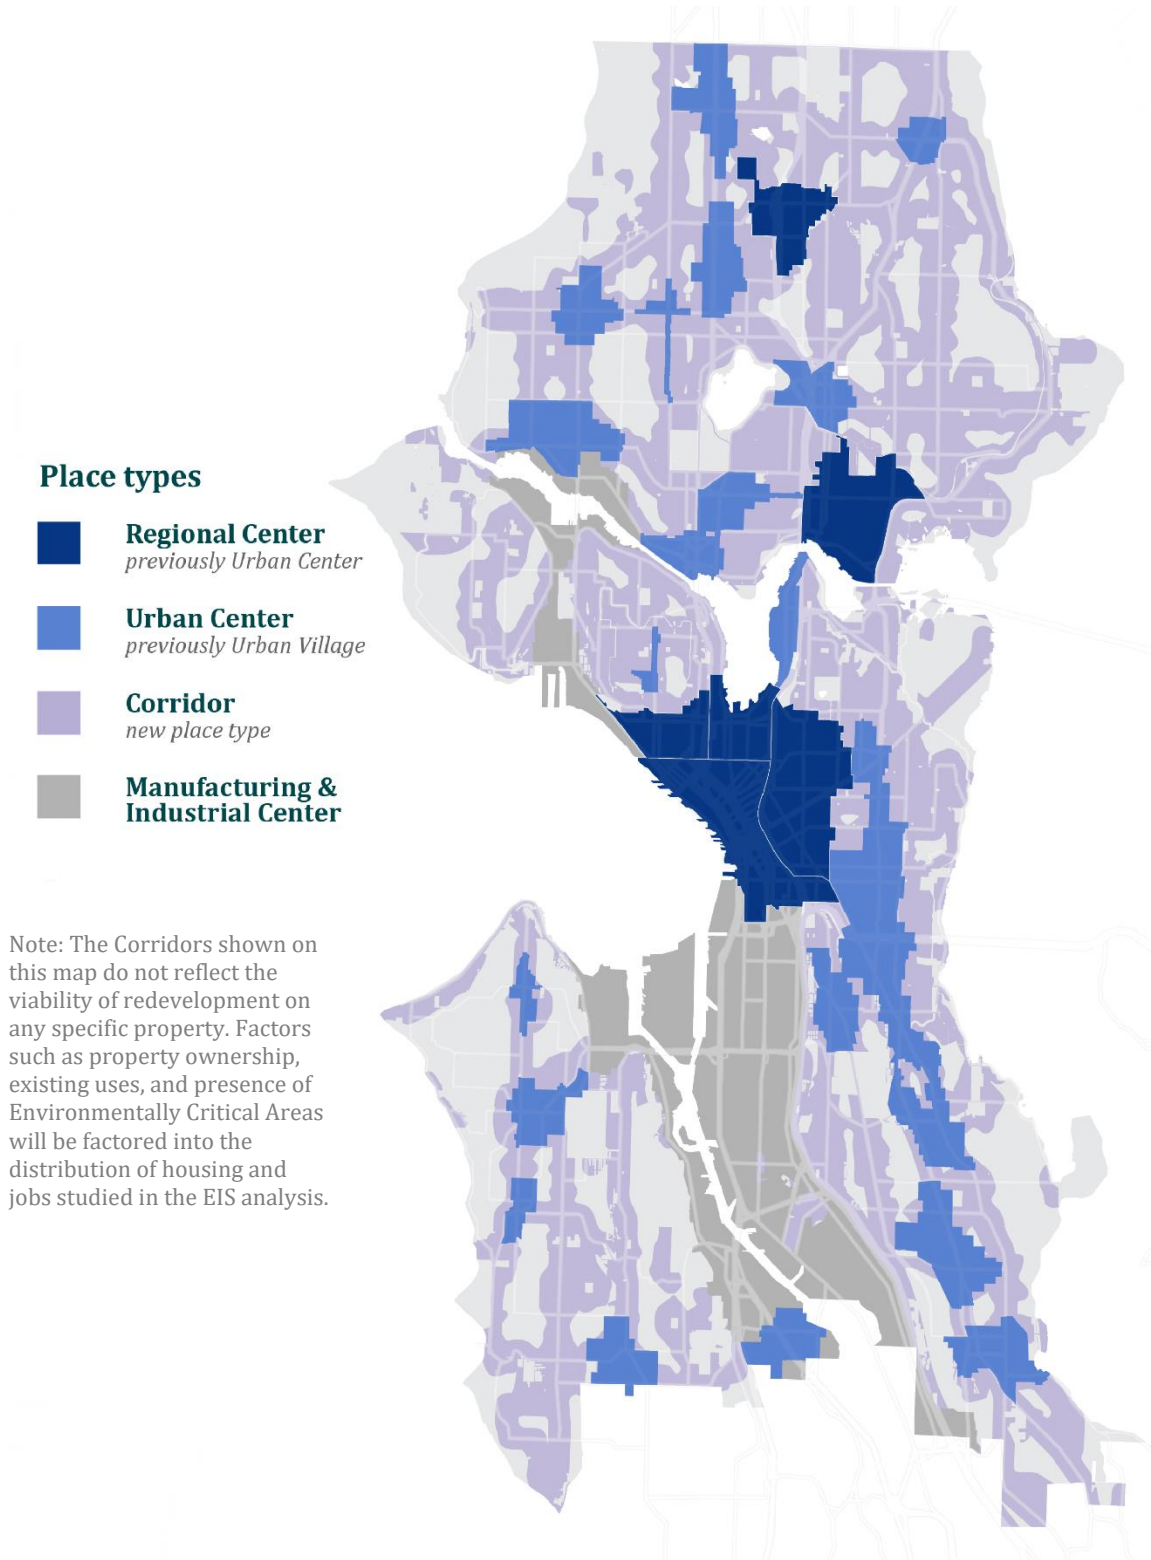 Place types
Regional Center
previously Urban Center
Urban Center
previously Urban Village
Corridor
new place type
Manufacturing &
Industrial Center
Note: The Corridors shown on
this map do not reflect the
viability of redevelopment on
any specific property. Factors
such as property ownership,
existing uses, and presence of
Environmentally Critical Areas
will be factored into the
distribution of housing and
jobs studied in the EIS analysis.